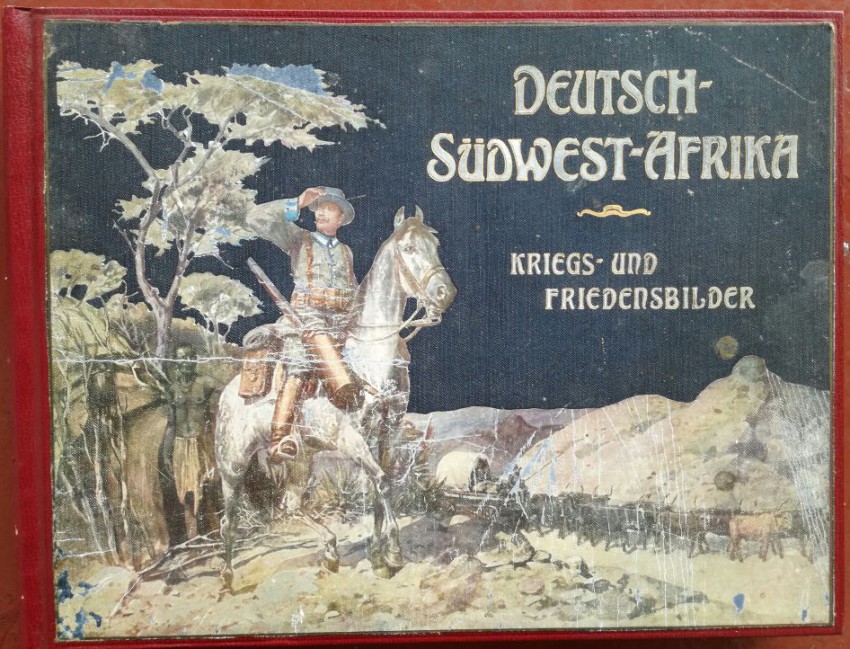 DEUTSCH-
SÜDWEST-AFRIKA
KRIEGS- UND
FRIEDENSBILDER